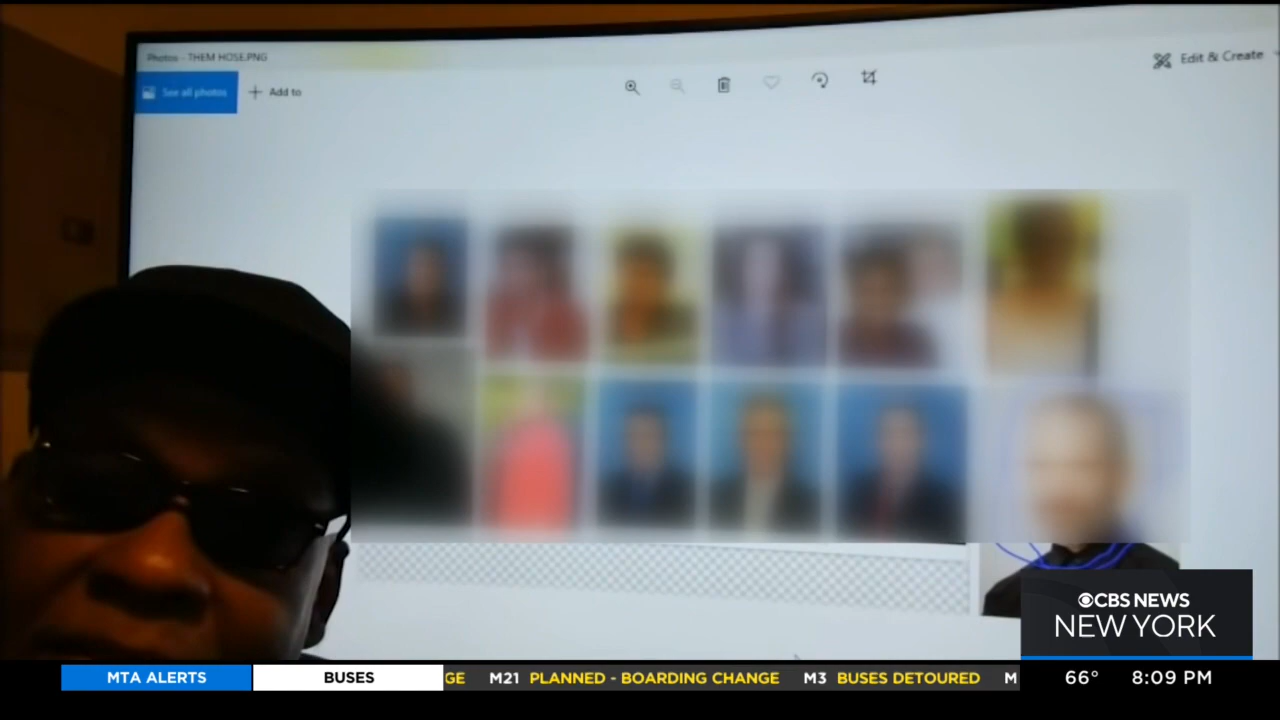 Photos - THEM HOSE.PNG
See all photos
Add to
Edit & Create
CBS NEWS
NEW YORK
MTA ALERTS
BUSES
GE M21 PLANNED - BOARDING CHANGE M3 BUSES DETOURED M
66° 8:09 PM